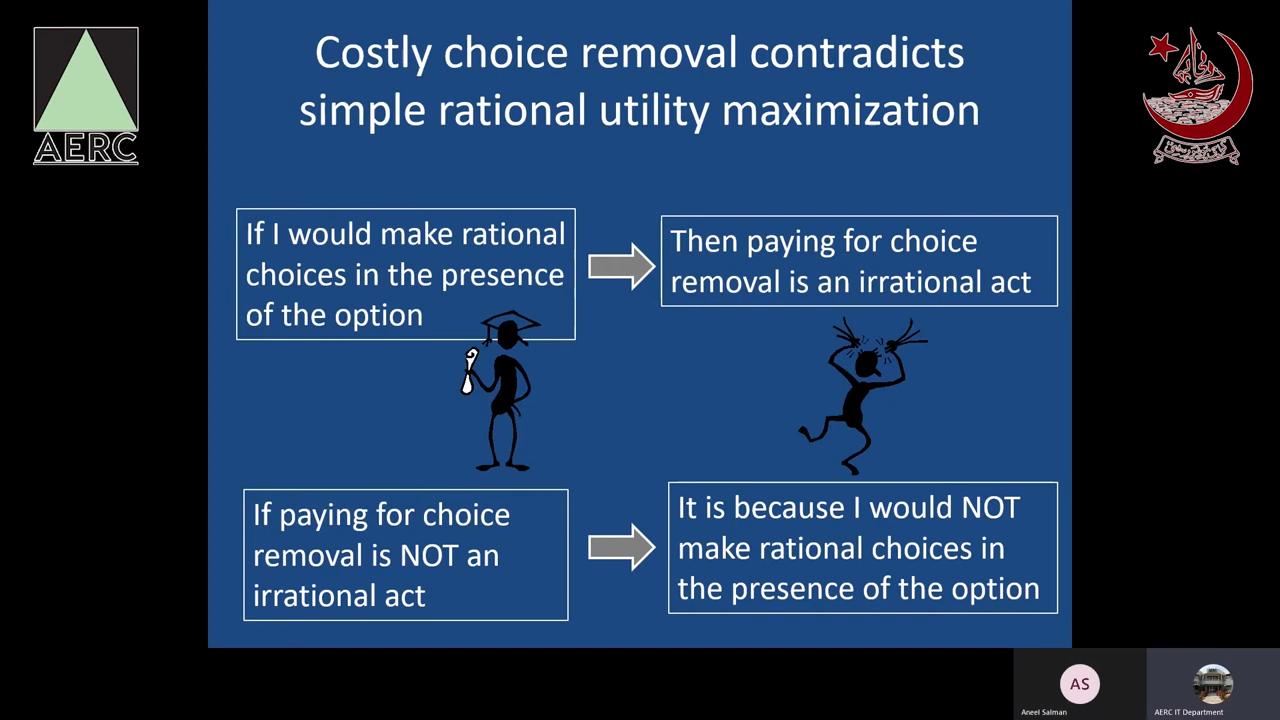 Costly choice removal contradicts
simple rational utility maximization
AERC
If I would make rational
choices in the presence
of the option
Then paying for choice
removal is an irrational act
If paying for choice
removal is NOT an
irrational act
It is because I would NOT
make rational choices in
the presence of the option
AS
Aneel Salman
AERC IT Department